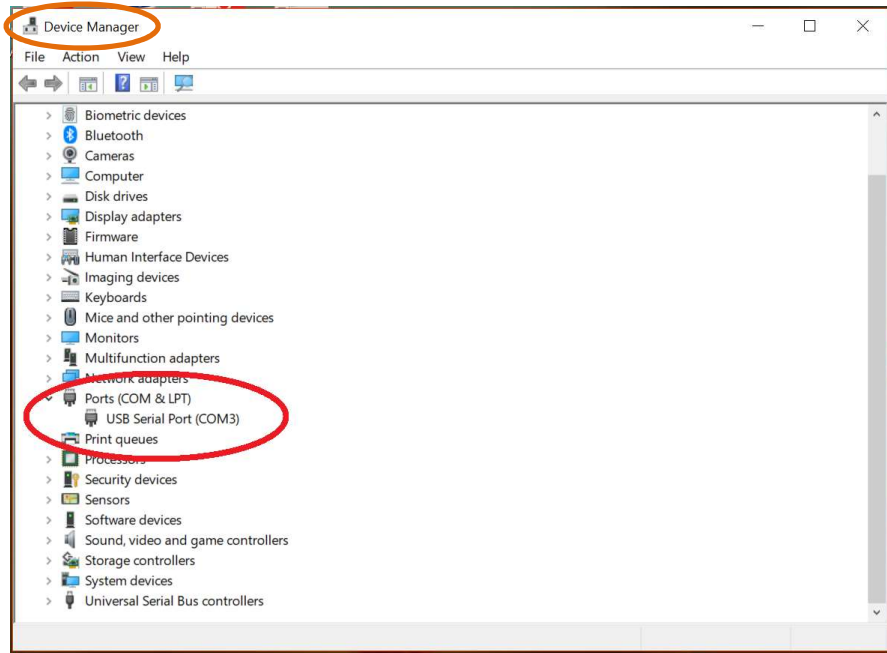 Device Manager
File Action View Help
Biometric devices
Bluetooth
Cameras
Computer
Disk drives
Display adapters
Firmware
Human Interface Devices
Imaging devices
Keyboards
Mice and other pointing devices
Monitors
Multifunction adapters
Network adapters
Ports (COM & LPT)
USB Serial Port (COM3)
Print queues
Processors
Security devices
Sensors
Software devices
Sound, video and game controllers
Storage controllers
System devices
Universal Serial Bus controllers